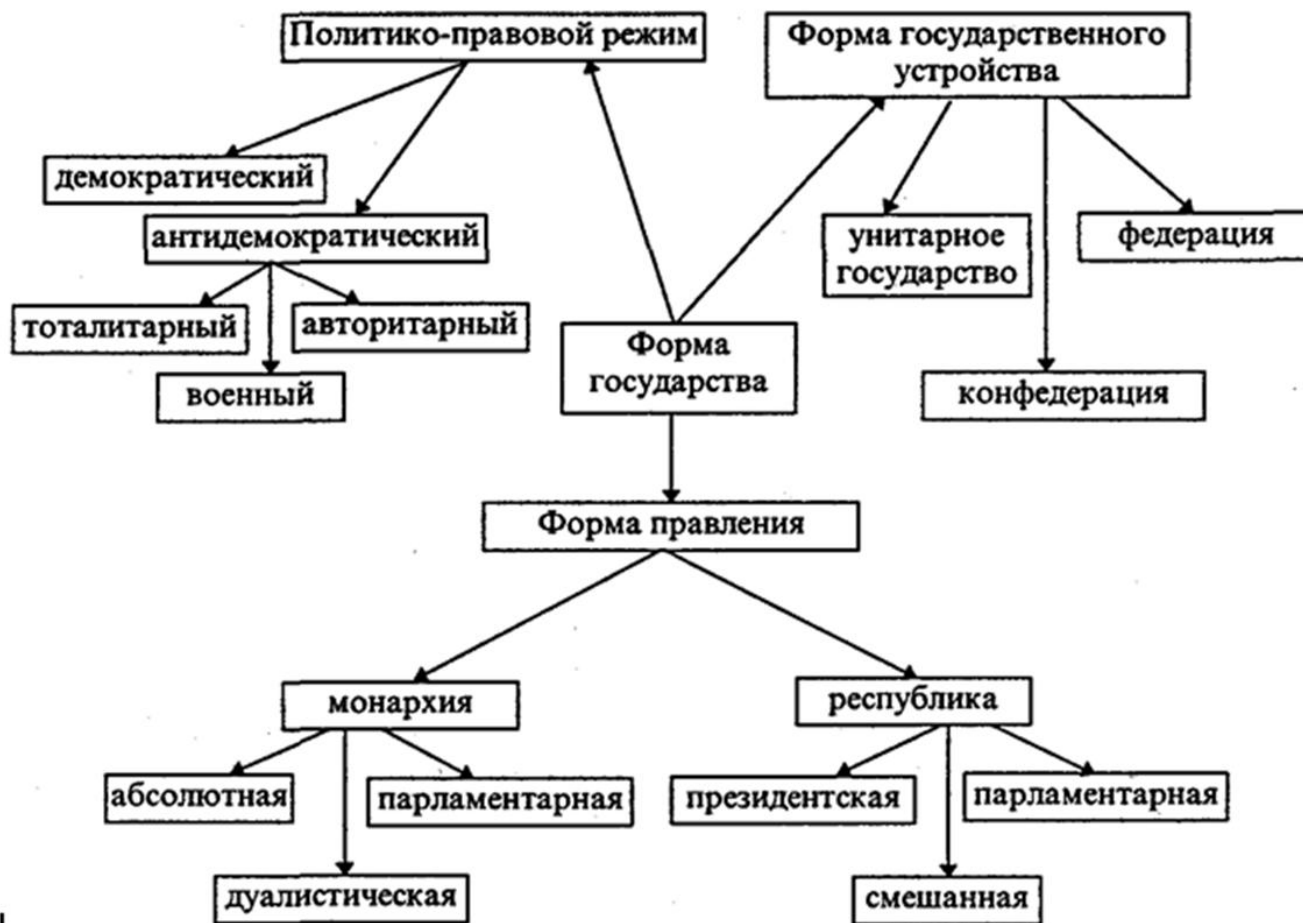 Политико-правовой режим
Форма государственного
устройства
демократический
антидемократический
тоталитарный
авторитарный
военный
унитарное
государство
федерация
конфедерация
Форма
государства
Форма правления
монархия
республика
абсолютная
парламентарная
президентская
парламентарная
дуалистическая
смешанная